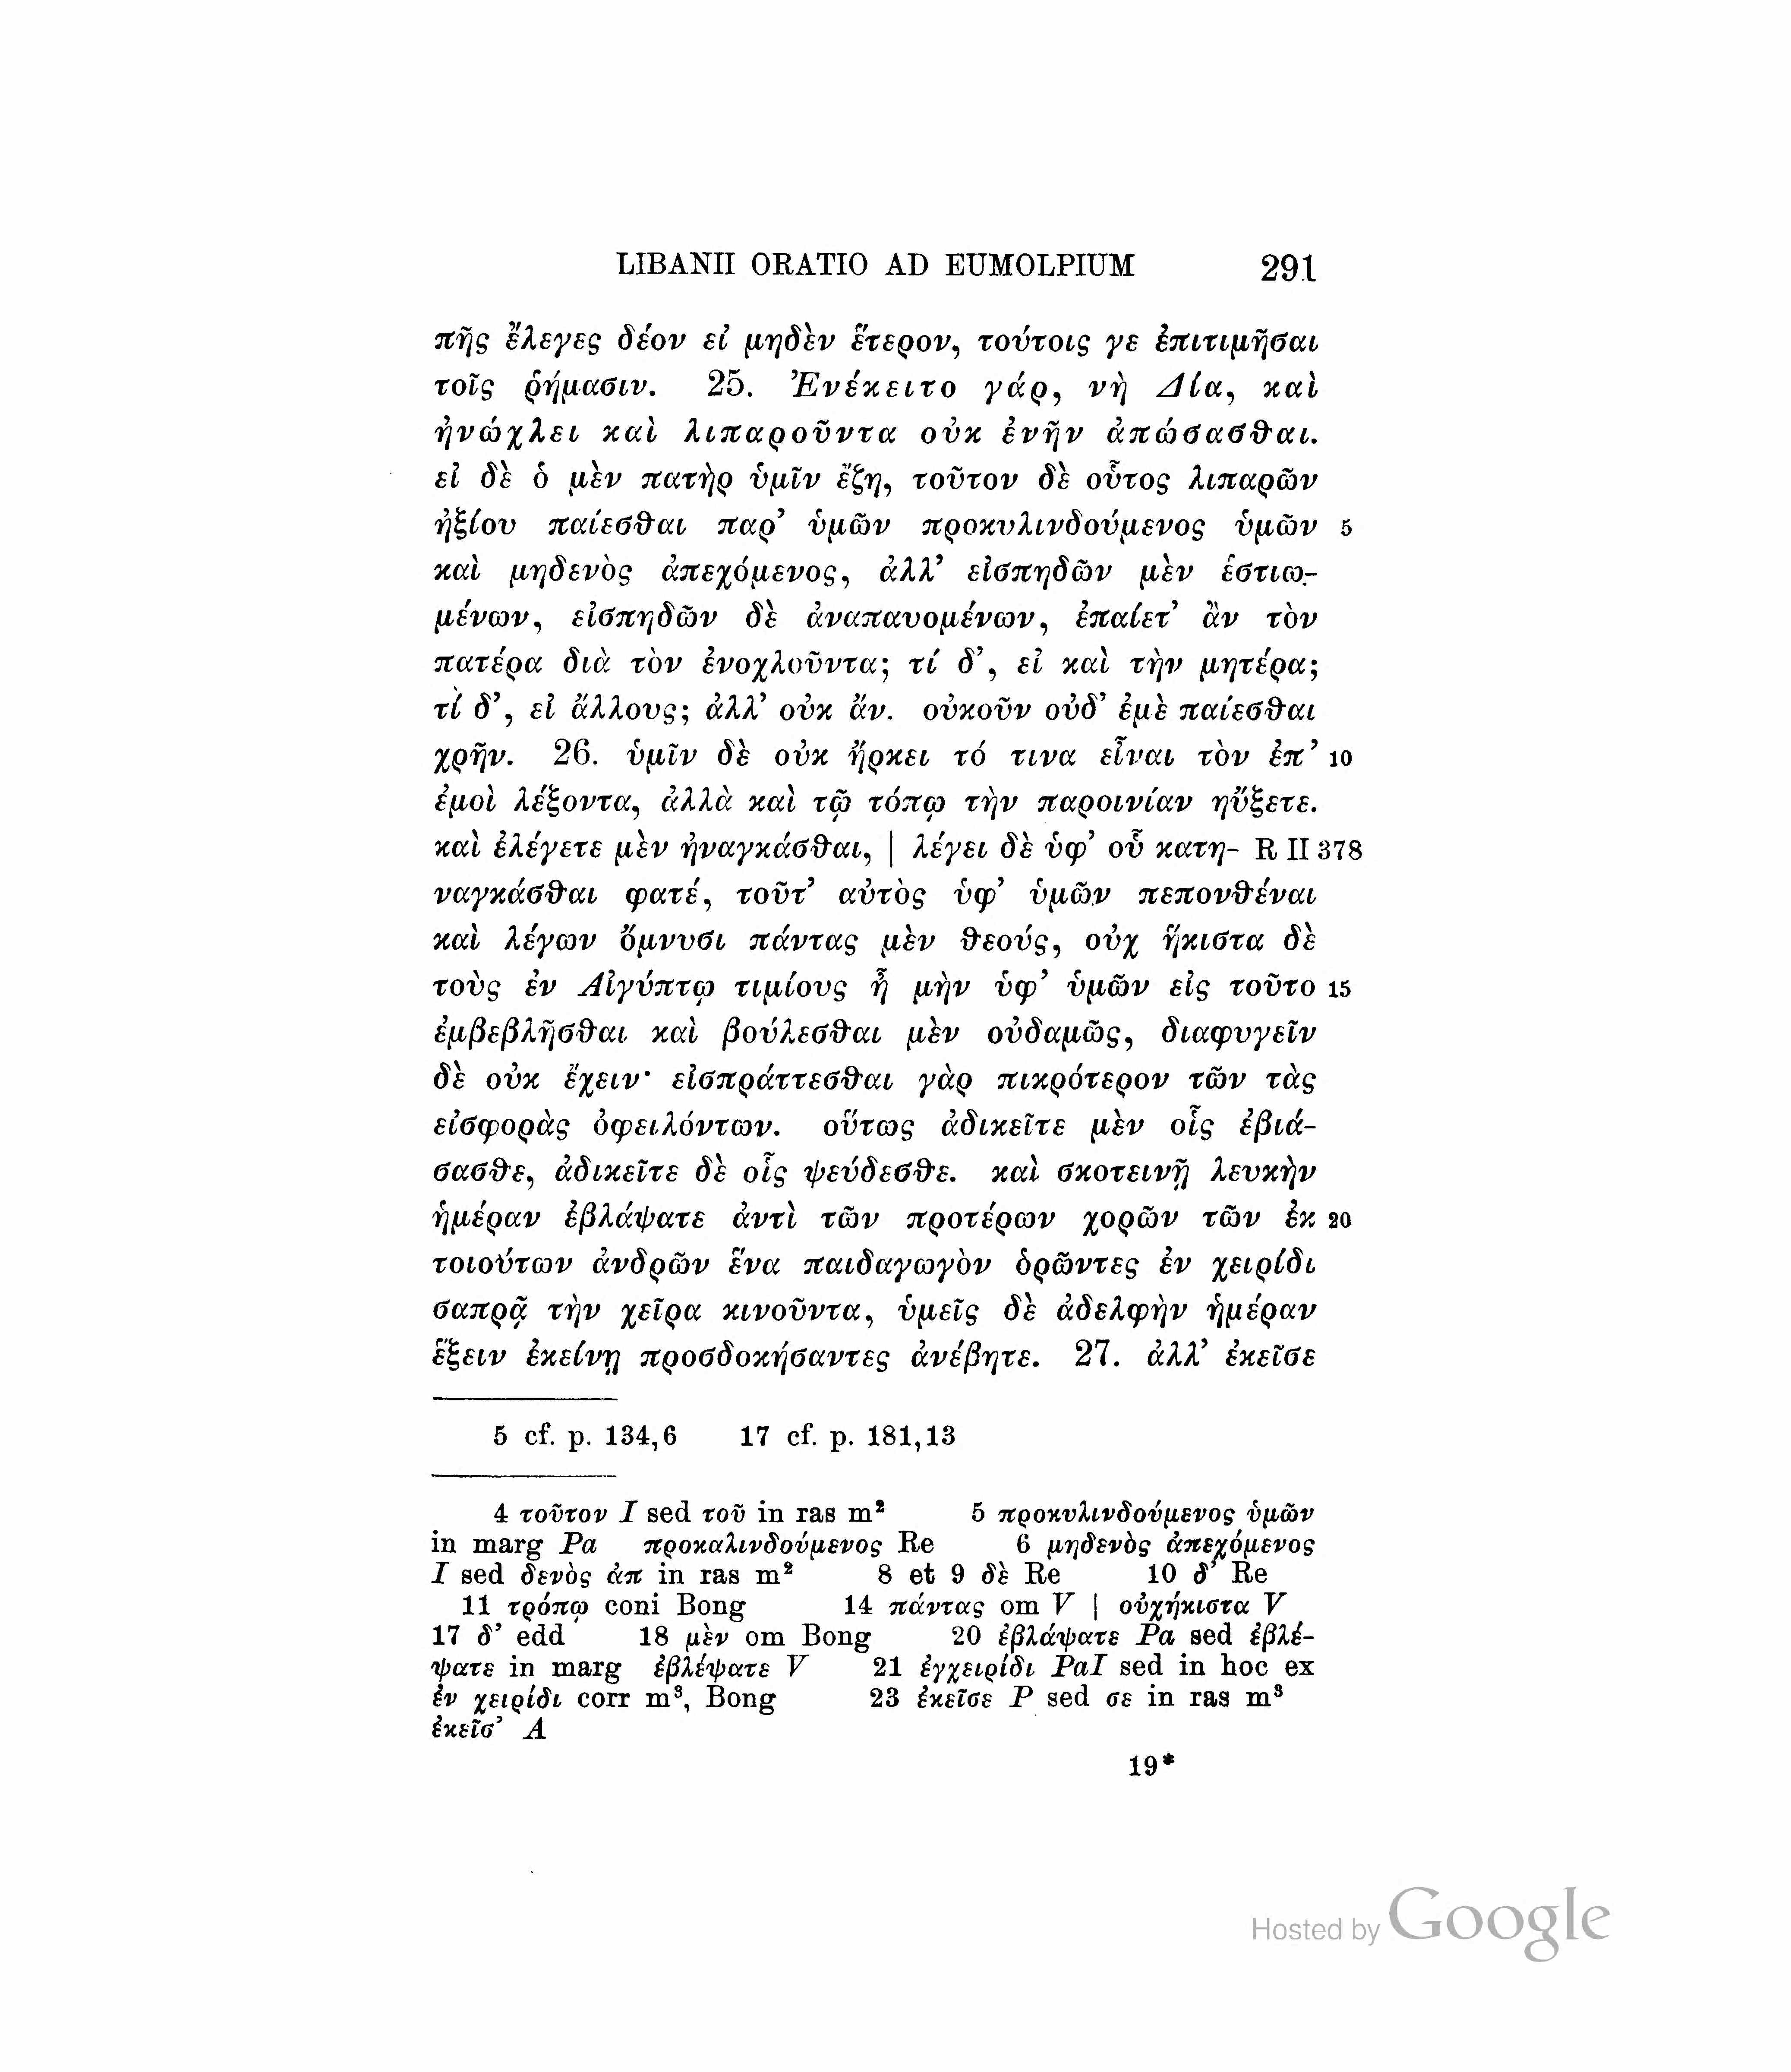 LIBANII ORATIO AD EUMOLPIUM 291
πῆς ἔλεγες δέον εἰ μηδὲν ἕτερον, τούτοις γε ἐπιτιμῆσαι
τοῖς ῥήμασιν. 25. Ἐνέκειτο γάρ, νὴ Δία, καὶ
ἠνώχλει καὶ λιπαροῦντα οὐκ ἐνῆν ἀπώσασθαι.
εἰ δὲ ὁ μὲν πατὴρ ὑμῖν ἔζη, τοῦτον δὲ οὗτος λιπαρῶν
ἠξίου παίεσθαι παρ’ ὑμῶν προκυλινδούμενος ὑμῶν 5
καὶ μηδενὸς ἀπεχόμενος, ἀλλ’ εἰσπηδῶν μὲν ἑστιω-
μένων, εἰσπηδῶν δὲ ἀναπαυομένων, ἐπαίετ’ ἂν τὸν
πατέρα διὰ τὸν ἐνοχλοῦντα; τί δ’, εἰ καὶ τὴν μητέρα;
τί δ’, εἰ ἄλλους; ἀλλ’ οὐκ ἄν. οὐκοῦν οὐδ’ ἐμὲ παίεσθαι
χρῆν. 26. ὑμῖν δὲ οὐκ ἤρκει τό τινα εἶναι τὸν ἐπ’ 10
ἐμοὶ λέξοντα, ἀλλὰ καὶ τῷ τόπῳ τὴν παροινίαν ηὔξετε.
καὶ ἐλέγετε μὲν ἠναγκάσθαι, | λέγει δὲ ὑφ’ οὗ κατη- R II 378
ναγκάσθαι φατέ, τοῦτ’ αὐτὸς ὑφ’ ὑμῶν πεπονθέναι
καὶ λέγων ὄμνυσι πάντας μὲν θεούς, οὐχ ἥκιστα δὲ
τοὺς ἐν Αἰγύπτῳ τιμίους ἦ μὴν ὑφ’ ὑμῶν εἰς τοῦτο 15
ἐμβεβλῆσθαι καὶ βούλεσθαι μὲν οὐδαμῶς, διαφυγεῖν
δὲ οὐκ ἔχειν· εἰσπράττεσθαι γὰρ πικρότερον τῶν τὰς
εἰσφορὰς ὀφειλόντων. οὕτως ἀδικεῖτε μὲν οἷς ἐβιά-
σασθε, ἀδικεῖτε δὲ οἷς ψεύδεσθε. καὶ σκοτεινῇ λευκὴν
ἡμέραν ἐβλάψατε ἀντὶ τῶν προτέρων χορῶν τῶν ἐκ 20
τοιούτων ἀνδρῶν ἕνα παιδαγωγὸν ὁρῶντες ἐν χειρίδι
σαπρᾷ τὴν χεῖρα κινοῦντα, ὑμεῖς δὲ ἀδελφὴν ἡμέραν
ἕξειν ἐκείνῃ προσδοκήσαντες ἀνέβητε. 27. ἀλλ’ ἐκεῖσε
5 cf. p. 134,6 17 cf. p. 181,13
4 τοῦτον I sed τοῦ in ras m² 5 προκυλινδούμενος ὑμῶν
in marg Pa προκαλινδούμενος Re 6 μηδενὸς ἀπεχόμενος
I sed δενὸς ἀπ in ras m² 8 et 9 δὲ Re 10 δ’ Re
11 τρόπῳ coni Bong 14 πάντας om V | οὐχήκιστα V
17 δ’ edd 18 μὲν om Bong 20 ἐβλάψατε Pa sed ἐβλέ-
ψατε in marg ἐβλέψατε V 21 ἐγχειρίδι PaI sed in hoc ex
ἐν χειρίδι corr m³, Bong 23 ἐκεῖσε P sed σε in ras m³
ἐκεῖσ’ A
19*
Hosted by Google